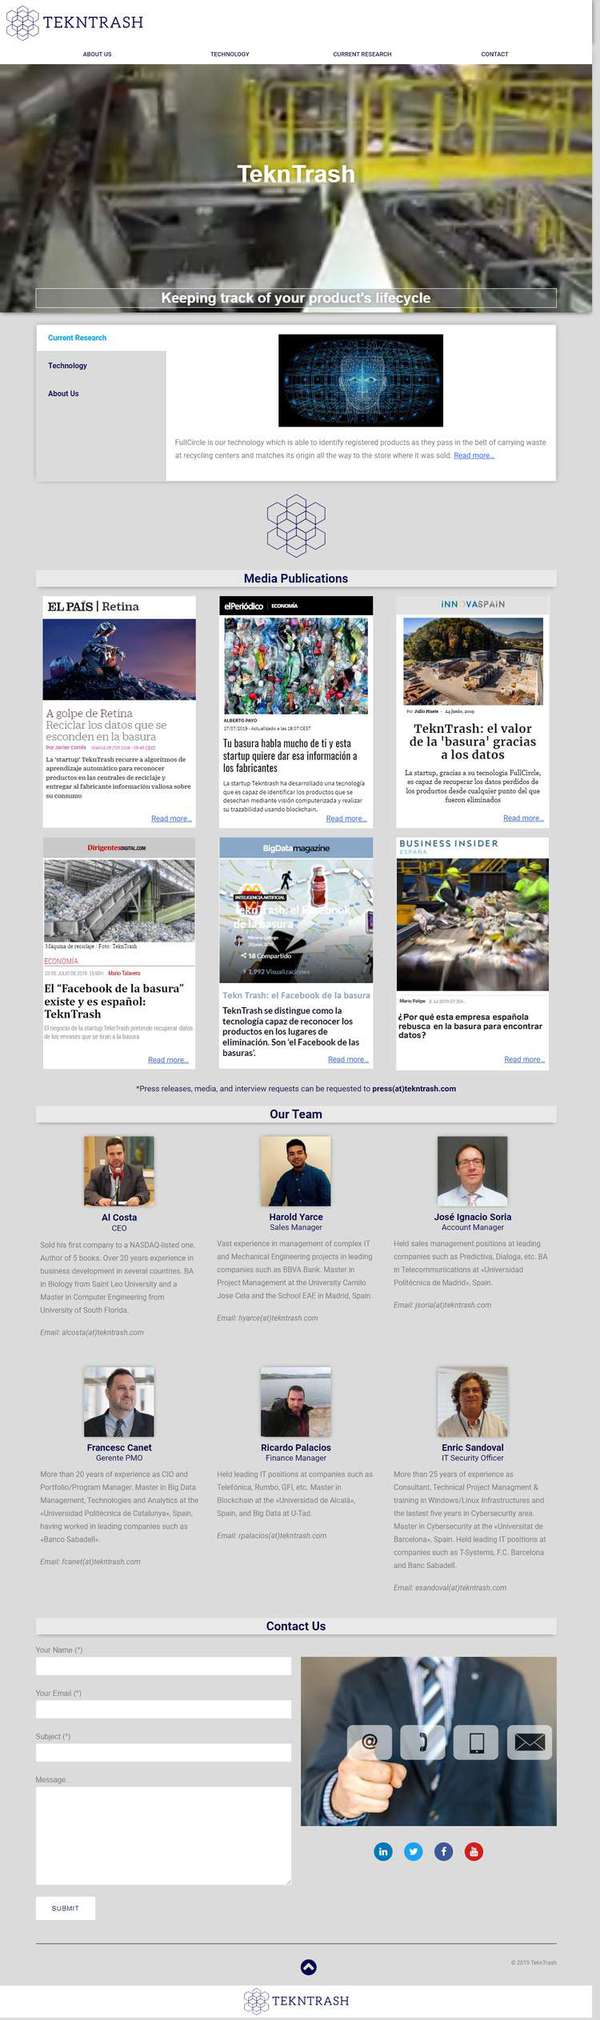 TEKNTRASH
ABOUT US
TECHNOLOGY
CURRENT RESEARCH
CONTACT
TeknTrash
Keeping track of your product's lifecycle
Current Research
Technology
About Us
FullCircle is our technology which is able to identify registered products as they pass in the belt of carrying waste
at recycling centers and matches its origin all the way to the store where it was sold. Read more...
Media Publications
EL PAÍS | Retina
A golpe de Retina
Reciclar los datos que se
esconden en la basura
Por Javier Cortés
La 'startup' TeknTrash recurre a algoritmos de
aprendizaje automático para reconocer
productos en las centrales de reciclaje y
entregar al fabricante información valiosa sobre
su consumo
Read more...
elPeriódico ECONOMÍA
ALBERTO PAYO
17/07/2019 - Actualizado a las 18:07 CEST
Tu basura habla mucho de ti y esta
startup quiere dar esa información a
los fabricantes
La startup Tekntrash ha desarrollado una tecnología
que es capaz de identificar los productos que se
desechan mediante visión computerizada y realizar
su trazabilidad usando blockchain.
Read more...
INNOVASPAIN
Por Julio Huete - 24 junio, 2019
TeknTrash: el valor
de la 'basura' gracias
a los datos
La startup, gracias a su tecnología FullCircle,
es capaz de recuperar los datos perdidos de
los productos desde cualquier punto del que
fueron eliminados
Read more...
DirigentesDIGITAL.COM
Máquina de reciclaje / Foto: TeknTrash
ECONOMÍA
Mario Talavera
El "Facebook de la basura"
existe y es español:
TeknTrash
El negocio de la startup TeknTrash pretende recuperar datos
de los envases que se tiran a la basura
Read more...
BigDatamagazine
INTELIGENCIA ARTIFICIAL
TeknTrash: el Facebook
de la basura
18 Compartido
1,992 Visualizaciones
Tekn Trash: el Facebook de la basura
TeknTrash se distingue como la
tecnología capaz de reconocer los
productos en los lugares de
eliminación. Son 'el Facebook de las
basuras'.
Read more...
BUSINESS INSIDER
ESPAÑA
Mario Felipe
¿Por qué esta empresa española
rebusca en la basura para encontrar
datos?
Read more...
*Press releases, media, and interview requests can be requested to press(at)tekntrash.com
Our Team
Al Costa
CEO
Sold his first company to a NASDAQ-listed one.
Author of 5 books. Over 20 years experience in
business development in several countries. BA
in Biology from Saint Leo University and a
Master in Computer Engineering from
University of South Florida.
Email: alcosta(at)tekntrash.com
Harold Yarce
Sales Manager
Vast experience in management of complex IT
and Mechanical Engineering projects in leading
companies such as BBVA Bank. Master in
Project Management at the University Camilo
Jose Cela and the School EAE in Madrid, Spain.
Email: hyarce(at)tekntrash.com
José Ignacio Soria
Account Manager
Held sales management positions at leading
companies such as Predictiva, Dialoga, etc. BA
in Telecommunications at «Universidad
Politécnica de Madrid», Spain.
Email: jsoria(at)tekntrash.com
Francesc Canet
Gerente PMO
More than 20 years of experience as CIO and
Portfolio/Program Manager. Master in Big Data
Management, Technologies and Analytics at the
«Universidad Politécnica de Catalunya», Spain,
having worked in leading companies such as
«Banco Sabadell».
Email: fcanet(at)tekntrash.com
Ricardo Palacios
Finance Manager
Held leading IT positions at companies such as
Telefónica, Rumbo, GFI, etc. Master in
Blockchain at the «Universidad de Alcalá»,
Spain, and Big Data at U-Tad.
Email: rpalacios(at)tekntrash.com
Enric Sandoval
IT Security Officer
More than 25 years of experience as
Consultant, Technical Project Managment &
training in Windows/Linux Infrastructures and
the lastest five years in Cybersecurity area.
Master in Cybersecurity at the «Universitat de
Barcelona», Spain. Held leading IT positions at
companies such as T-Systems, F.C. Barcelona
and Banc Sabadell.
Email: esandoval(at)tekntrash.com
Contact Us
Your Name (*)
Your Email (*)
Subject (*)
Message...
SUBMIT
© 2019 TeknTrash
TEKNTRASH